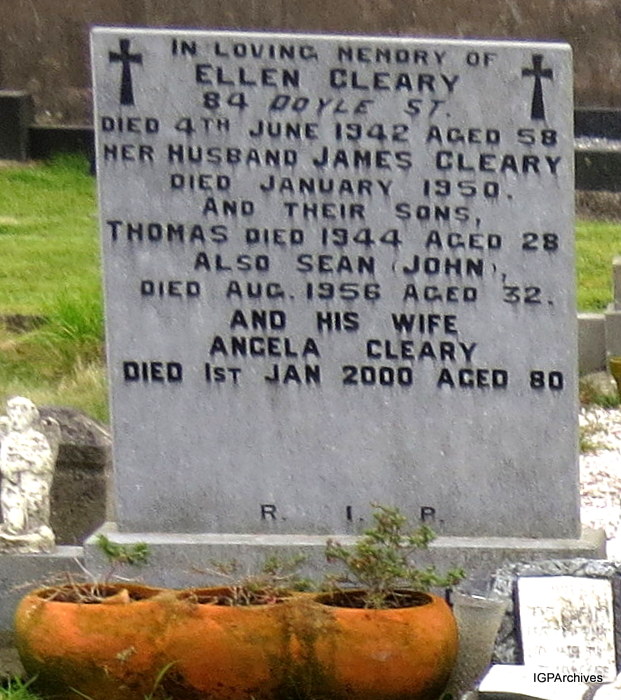 IN LOVING MEMORY OF
ELLEN CLEARY
84 DOYLE ST.
DIED 4TH JUNE 1942 AGED 58
HER HUSBAND JAMES CLEARY
DIED JANUARY 1950.
AND THEIR SONS,
THOMAS DIED 1944 AGED 28
ALSO SEAN (JOHN),
DIED AUG. 1956 AGED 32.
AND HIS WIFE
ANGELA CLEARY
DIED 1ST JAN 2000 AGED 80
R. I. P.
IGPArchives